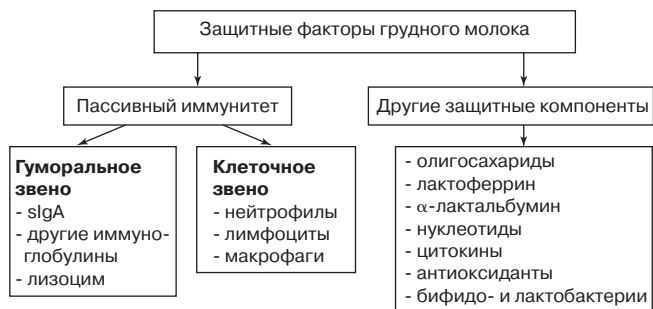 Защитные факторы грудного молока
Пассивный иммунитет
Другие защитные компоненты
Гуморальное
звено
- sIgA
- другие иммуно-
глобулины
- лизоцим
Клеточное
звено
- нейтрофилы
- лимфоциты
- макрофаги
- олигосахариды
- лактоферрин
- α-лактальбумин
- нуклеотиды
- цитокины
- антиоксиданты
- бифидо- и лактобактерии